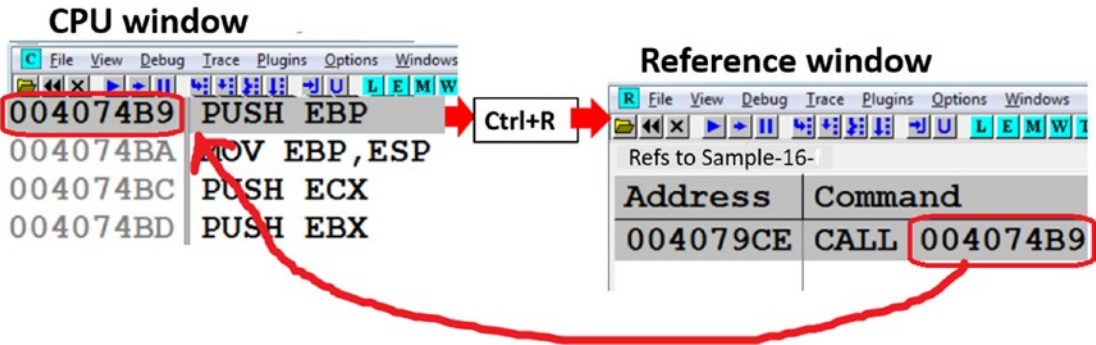 CPU window
C File View Debug Trace Plugins Options Windows
L E M W
004074B9 PUSH EBP
004074BA MOV EBP,ESP
004074BC PUSH ECX
004074BD PUSH EBX
Ctrl+R
Reference window
R File View Debug Trace Plugins Options Windows
L E M W T
Refs to Sample-16-
Address Command
004079CE CALL 004074B9